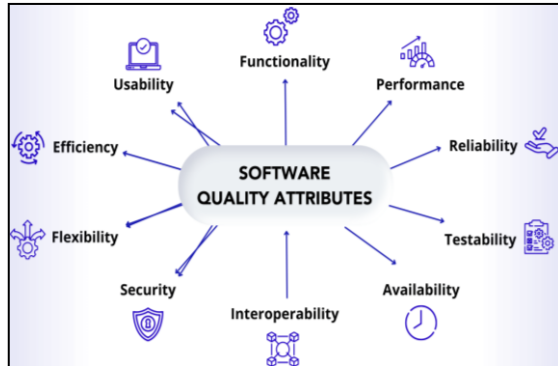 Functionality
Usability
Performance
Efficiency
Reliability
SOFTWARE
QUALITY ATTRIBUTES
Flexibility
Testability
Security
Availability
Interoperability